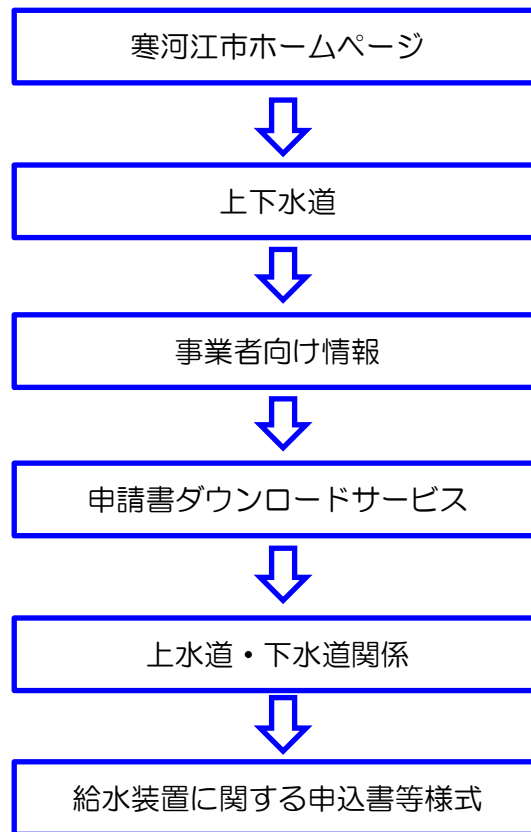 寒河江市ホームページ
上下水道
事業者向け情報
申請書ダウンロードサービス
上水道・下水道関係
給水装置に関する申込書等様式